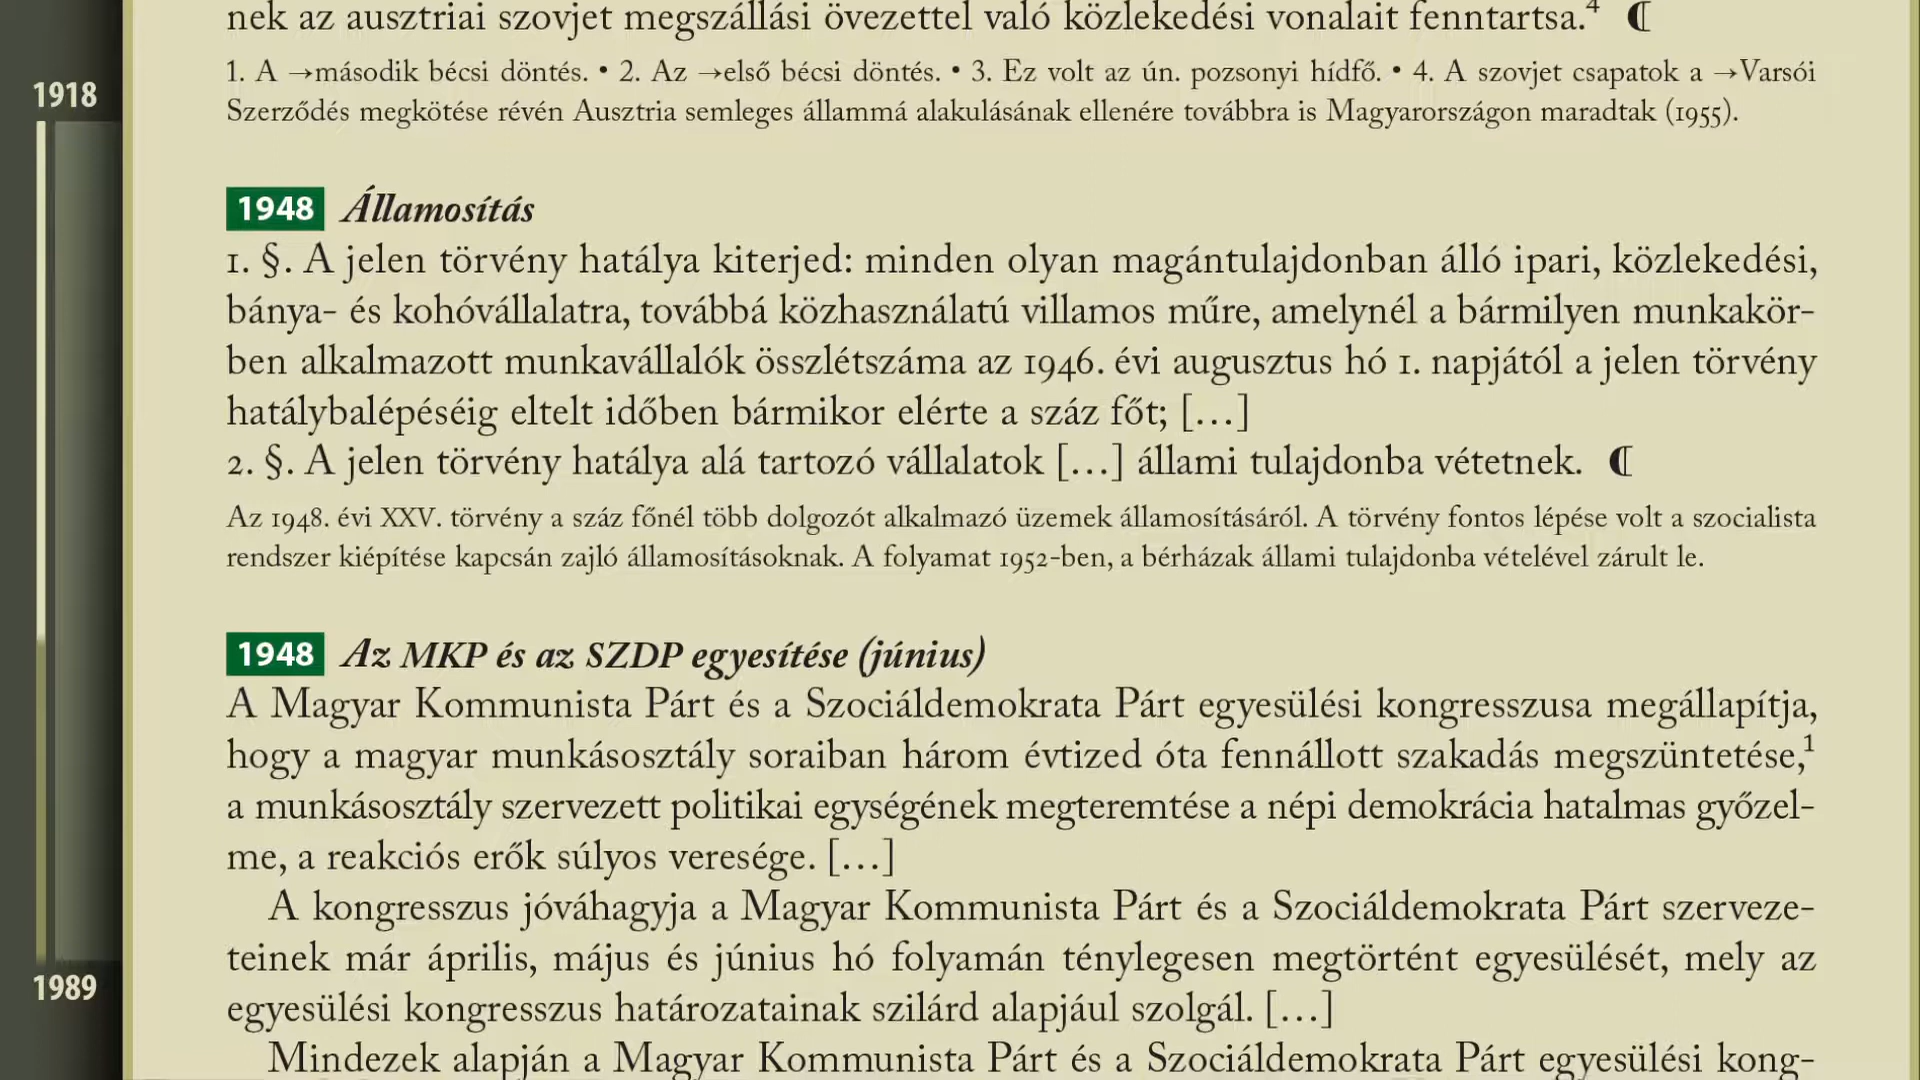 nek az ausztriai szovjet megszállási övezettel való közlekedési vonalait fenntartsa.⁴ ⸿
1. A →második bécsi döntés. • 2. Az →első bécsi döntés. • 3. Ez volt az ún. pozsonyi hídfő. • 4. A szovjet csapatok a →Varsói
Szerződés megkötése révén Ausztria semleges állammá alakulásának ellenére továbbra is Magyarországon maradtak (1955).
1918
1948 Államosítás
1. §. A jelen törvény hatálya kiterjed: minden olyan magántulajdonban álló ipari, közlekedési,
bánya- és kohóvállalatra, továbbá közhasználatú villamos műre, amelynél a bármilyen munkakör-
ben alkalmazott munkavállalók összlétszáma az 1946. évi augusztus hó 1. napjától a jelen törvény
hatálybalépéséig eltelt időben bármikor elérte a száz főt; [...]
2. §. A jelen törvény hatálya alá tartozó vállalatok [...] állami tulajdonba vétetnek. ⸿
Az 1948. évi XXV. törvény a száz főnél több dolgozót alkalmazó üzemek államosításáról. A törvény fontos lépése volt a szocialista
rendszer kiépítése kapcsán zajló államosításoknak. A folyamat 1952-ben, a bérházak állami tulajdonba vételével zárult le.
1948 Az MKP és az SZDP egyesítése (június)
A Magyar Kommunista Párt és a Szociáldemokrata Párt egyesülési kongresszusa megállapítja,
hogy a magyar munkásosztály soraiban három évtized óta fennállott szakadás megszüntetése,¹
a munkásosztály szervezett politikai egységének megteremtése a népi demokrácia hatalmas győzel-
me, a reakciós erők súlyos veresége. [...]
A kongresszus jóváhagyja a Magyar Kommunista Párt és a Szociáldemokrata Párt szerveze-
teinek már április, május és június hó folyamán ténylegesen megtörtént egyesülését, mely az
egyesülési kongresszus határozatainak szilárd alapjául szolgál. [...]
Mindezek alapján a Magyar Kommunista Párt és a Szociáldemokrata Párt egyesülési kong-
1989